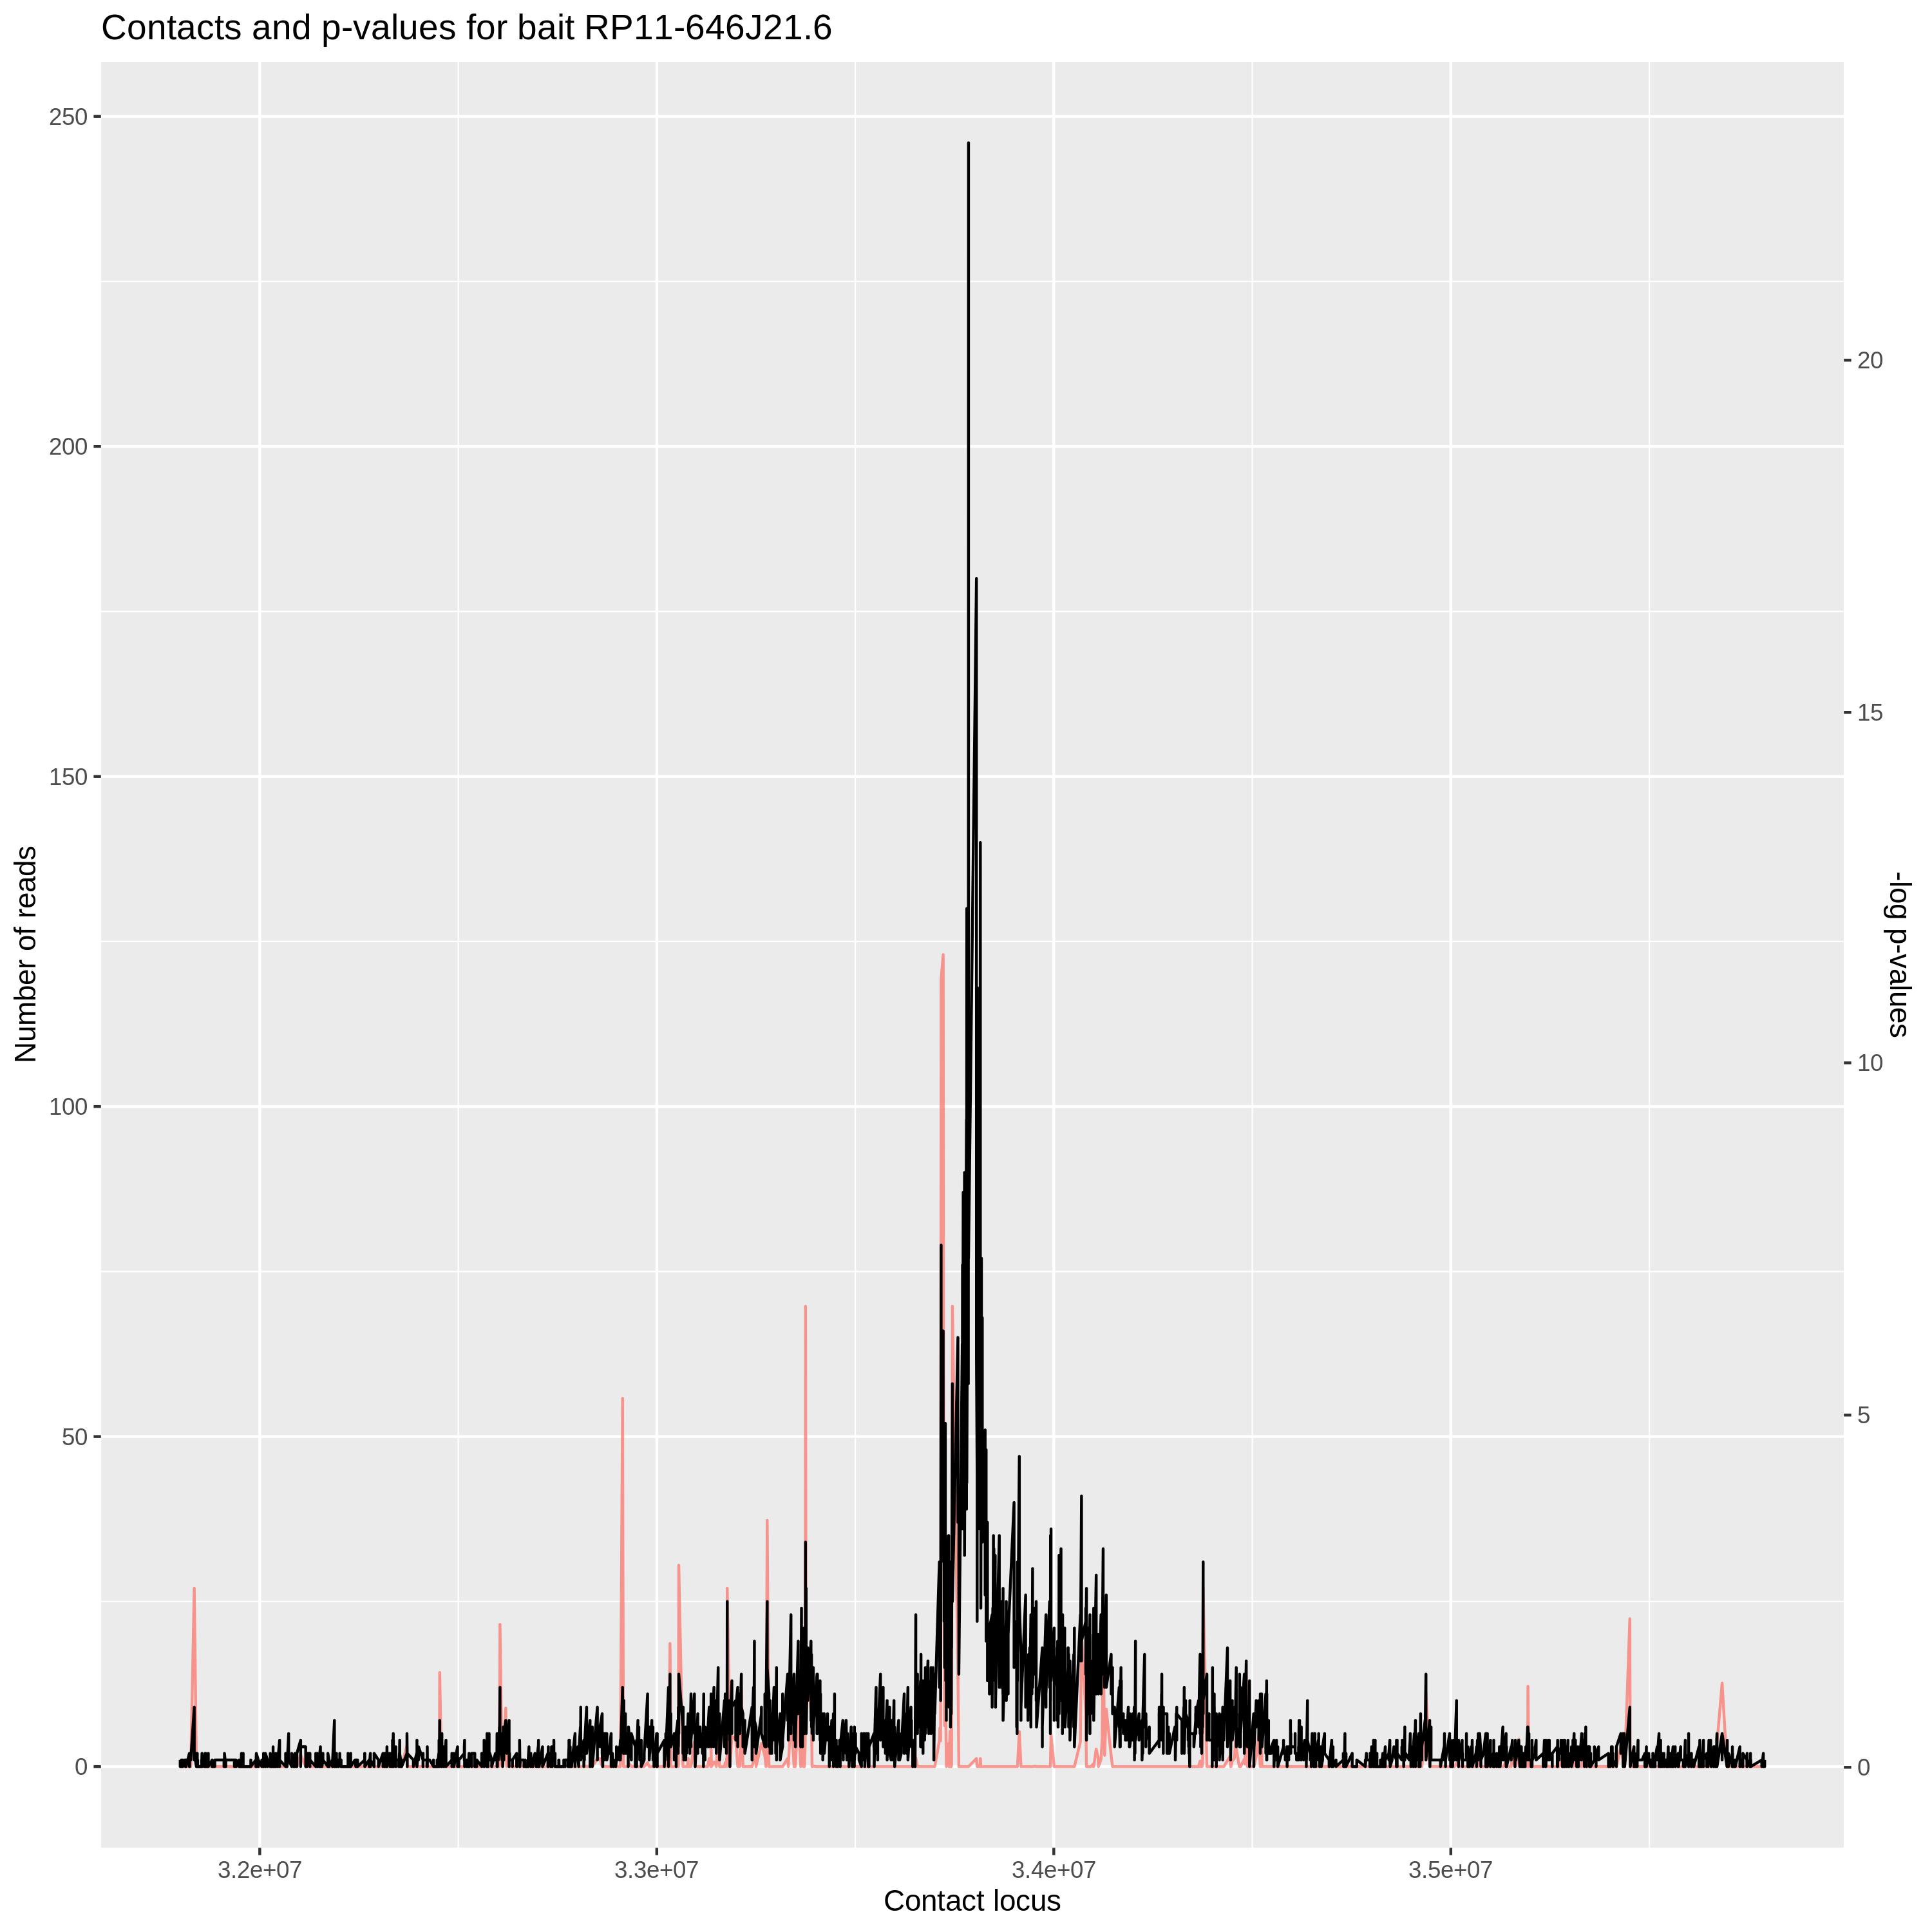 Contacts and p-values for bait RP11-646J21.6
250
200
150
100
50
0
Number of reads
20
15
10
5
0
-log p-values
3.2e+07
3.3e+07
3.4e+07
3.5e+07
Contact locus